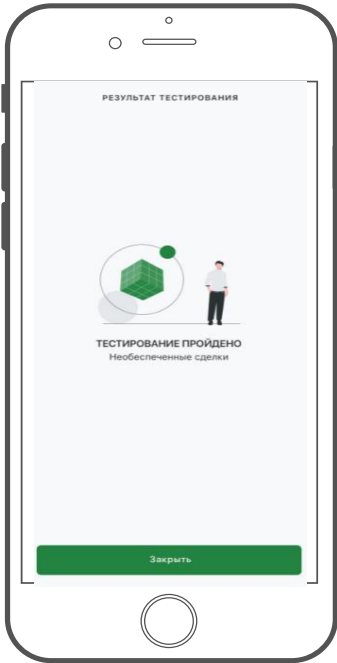 РЕЗУЛЬТАТ ТЕСТИРОВАНИЯ
ТЕСТИРОВАНИЕ ПРОЙДЕНО
Необеспеченные сделки
Закрыть